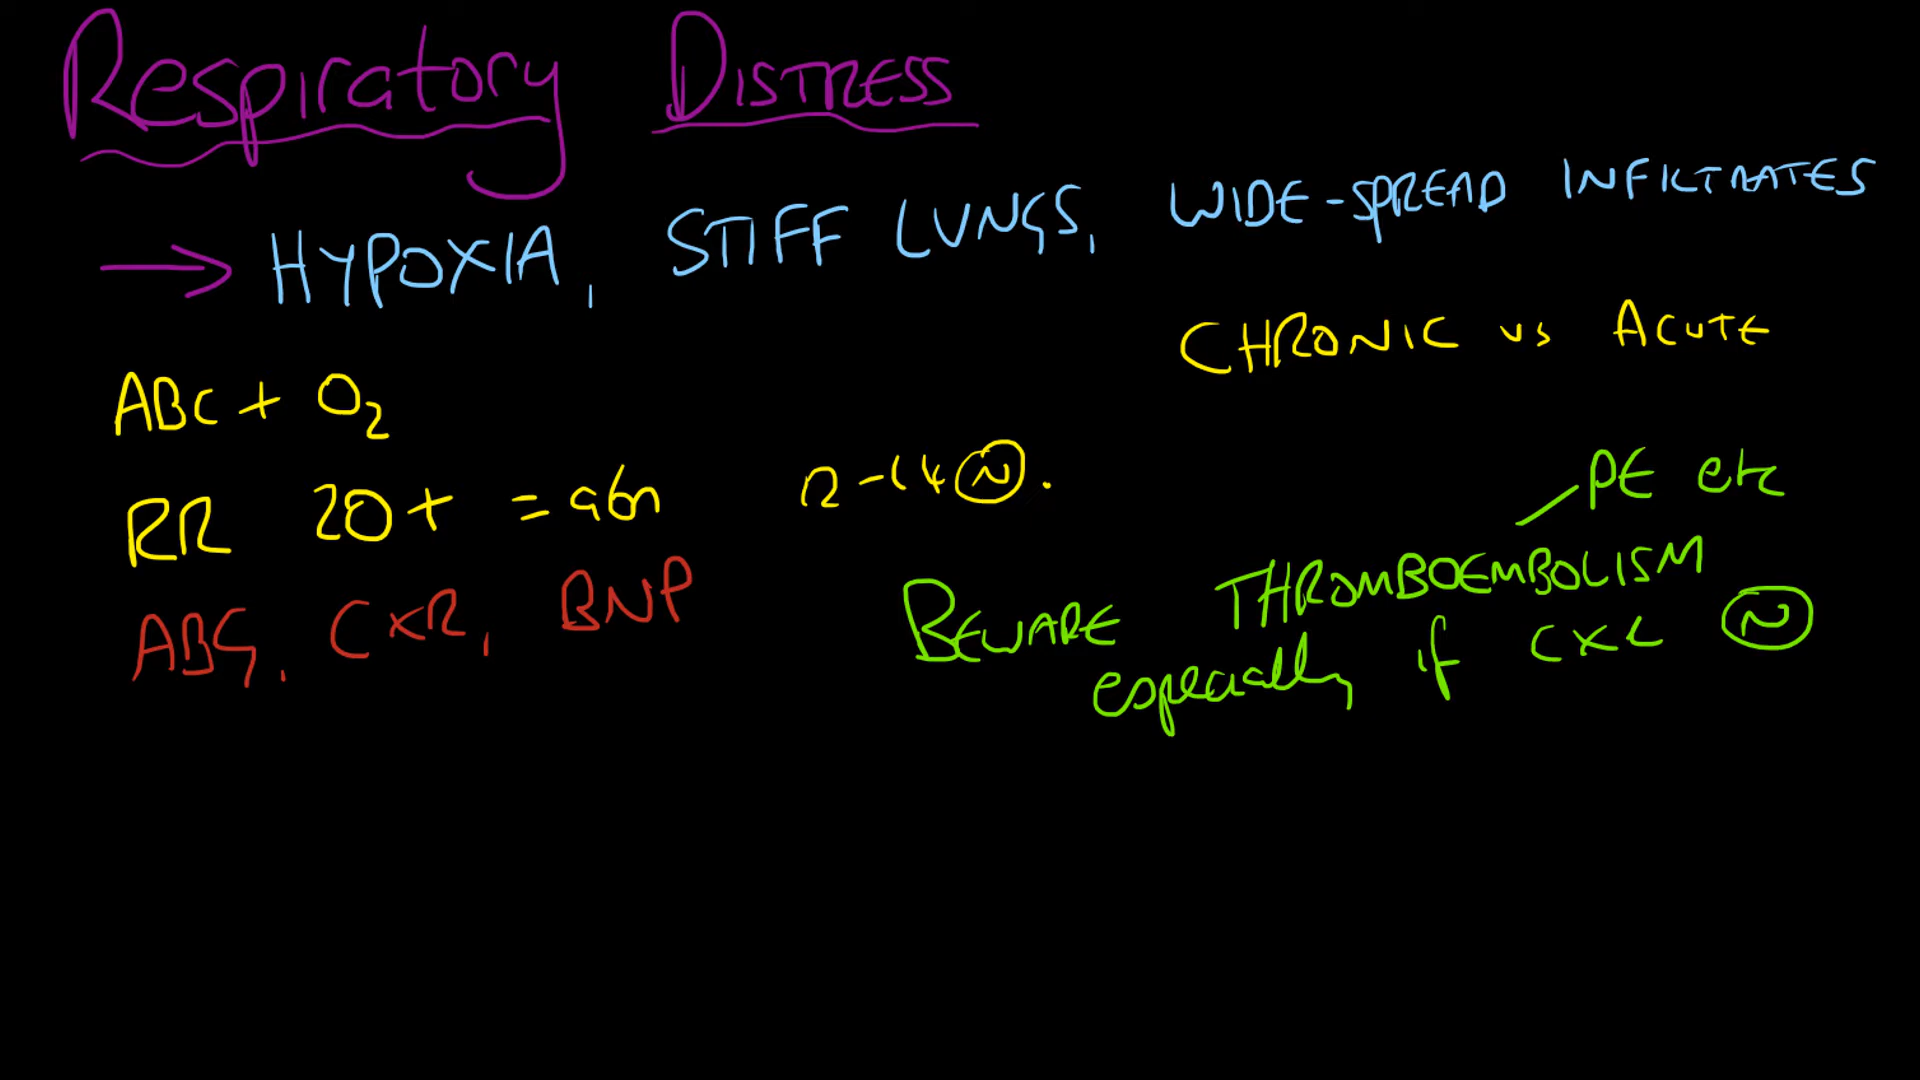 Respiratory DISTRESS
→ HYPOXIA, STIFF LUNGS, WIDE-SPREAD INFILTRATES
CHRONIC vs ACUTE
ABC + O2
RR 20+ = abn 12-14 (N).
PE etc
ABG, CXR, BNP
BEWARE THROMBOEMBOLISM
especially if CXR (N)